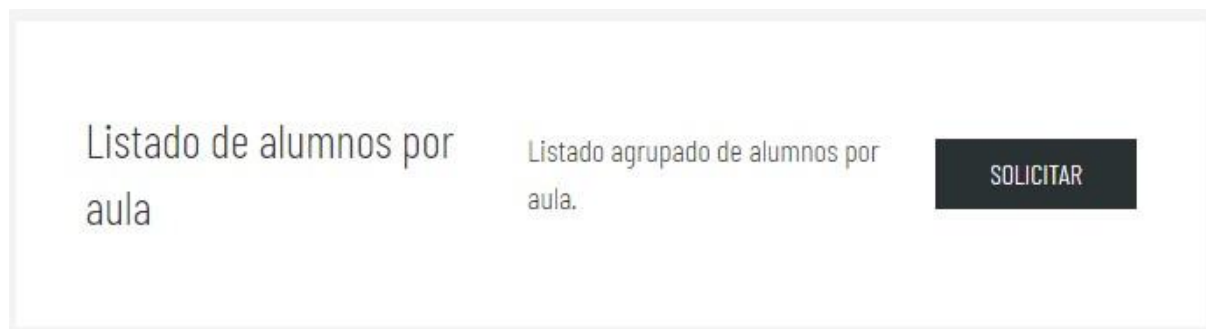 Listado de alumnos por
aula
Listado agrupado de alumnos por
aula.
SOLICITAR